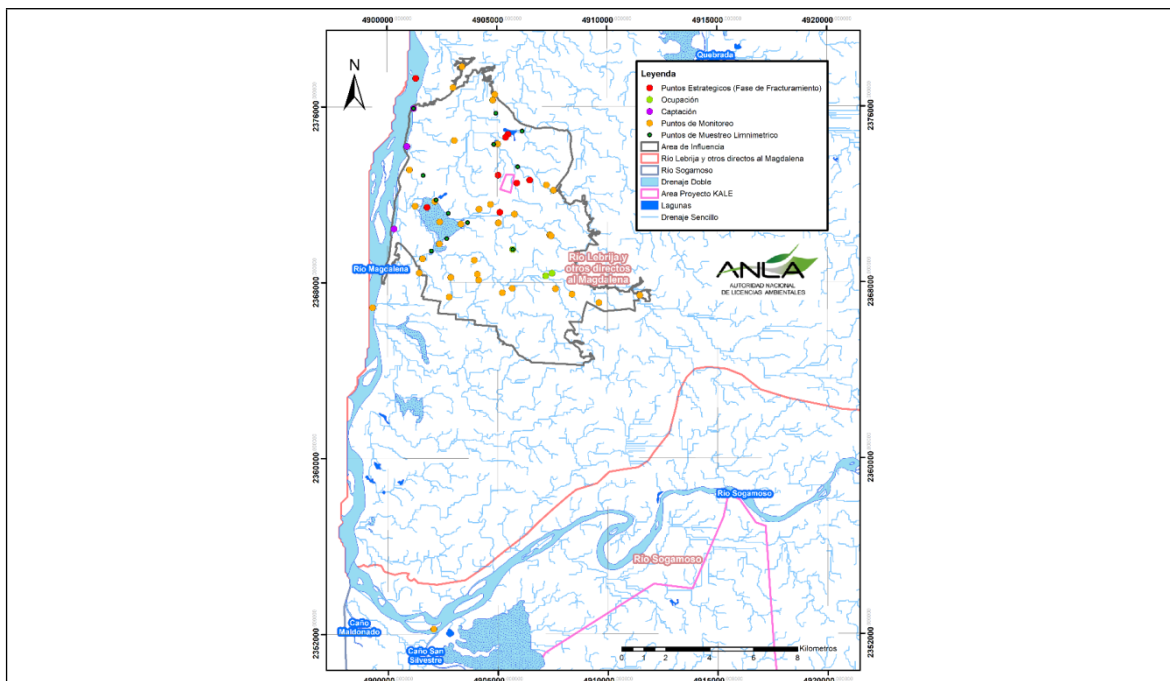 4900000 4905000 4910000 4915000 4920000
Quebrada
N
Leyenda
Puntos Estrategicos (Fase de Fracturamiento)
Ocupación
Captación
Puntos de Monitoreo
Puntos de Muestreo Limnimetrico
Area de Influencia
Río Lebrija y otros directos al Magdalena
Río Sogamoso
Drenaje Doble
Area Proyecto KALE
Lagunas
Drenaje Sencillo
2376000 2376000
ANLA
AUTORIDAD NACIONAL
DE LICENCIAS AMBIENTALES
Río Lebrija y
otros directos
al Magdalena
Río Magdalena
2368000 2368000
2360000 2360000
Río Sogamoso
Río Sogamoso
Caño
Maldonado
Caño San
Silvestre
2352000 2352000
0 1 2 4 6 8
Kilometros
4900000 4905000 4910000 4915000 4920000